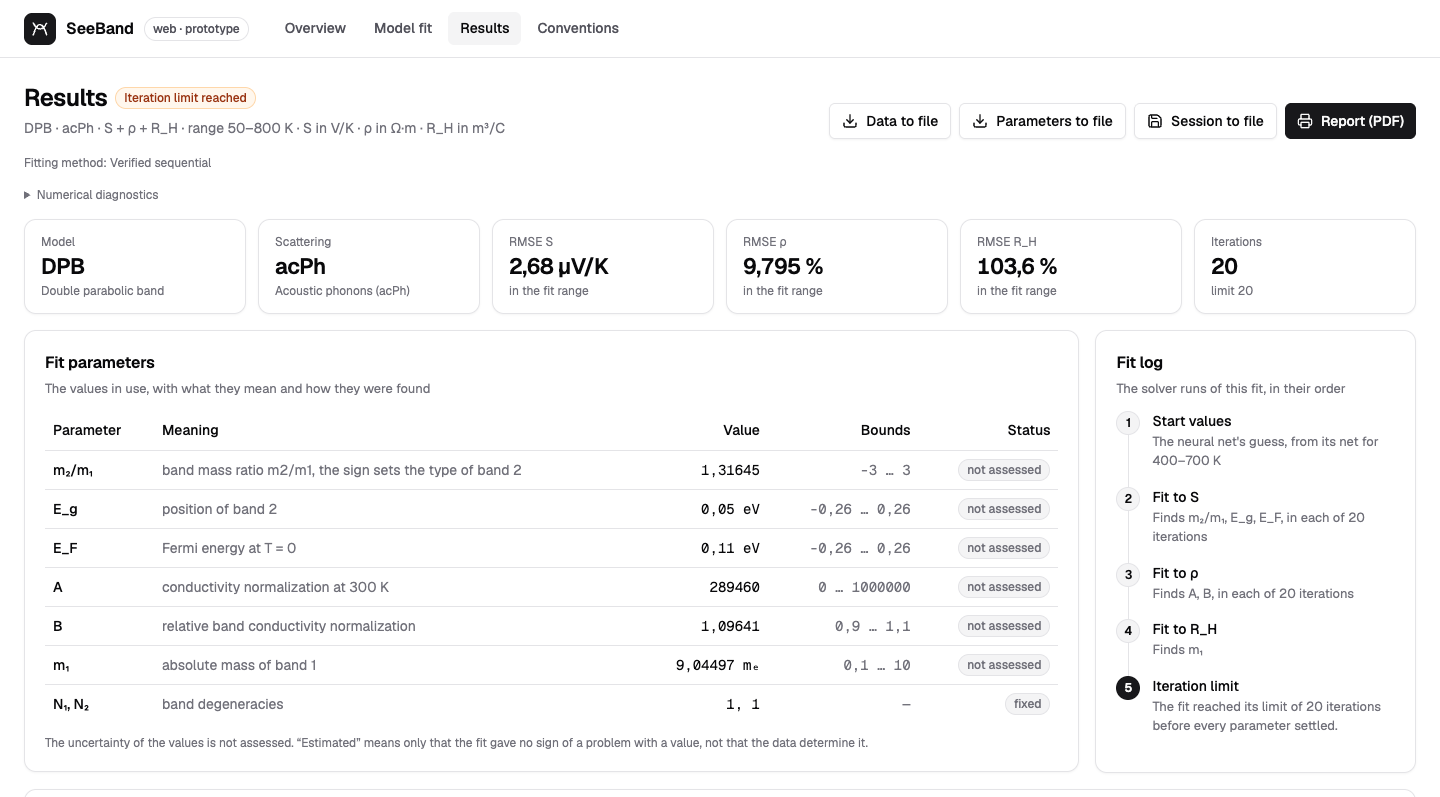 SeeBand
web · prototype
Overview
Model fit
Results
Conventions
Results
Iteration limit reached
DPB · acPh · S + ρ + R_H · range 50–800 K · S in V/K · ρ in Ω·m · R_H in m³/C
Data to file
Parameters to file
Session to file
Report (PDF)
Fitting method: Verified sequential
Numerical diagnostics
Model
DPB
Double parabolic band
Scattering
acPh
Acoustic phonons (acPh)
RMSE S
2,68 µV/K
in the fit range
RMSE ρ
9,795 %
in the fit range
RMSE R_H
103,6 %
in the fit range
Iterations
20
limit 20
Fit parameters
The values in use, with what they mean and how they were found
Parameter Meaning Value Bounds Status
m₂/m₁ band mass ratio m2/m1, the sign sets the type of band 2 1,31645 -3 … 3 not assessed
E_g position of band 2 0,05 eV -0,26 … 0,26 not assessed
E_F Fermi energy at T = 0 0,11 eV -0,26 … 0,26 not assessed
A conductivity normalization at 300 K 289460 0 … 1000000 not assessed
B relative band conductivity normalization 1,09641 0,9 … 1,1 not assessed
m₁ absolute mass of band 1 9,04497 mₑ 0,1 … 10 not assessed
N₁, N₂ band degeneracies 1, 1 — fixed
The uncertainty of the values is not assessed. “Estimated” means only that the fit gave no sign of a problem with a value, not that the data determine it.
Fit log
The solver runs of this fit, in their order
1 Start values
The neural net's guess, from its net for
400–700 K
2 Fit to S
Finds m₂/m₁, E_g, E_F, in each of 20
iterations
3 Fit to ρ
Finds A, B, in each of 20 iterations
4 Fit to R_H
Finds m₁
5 Iteration limit
The fit reached its limit of 20 iterations
before every parameter settled.